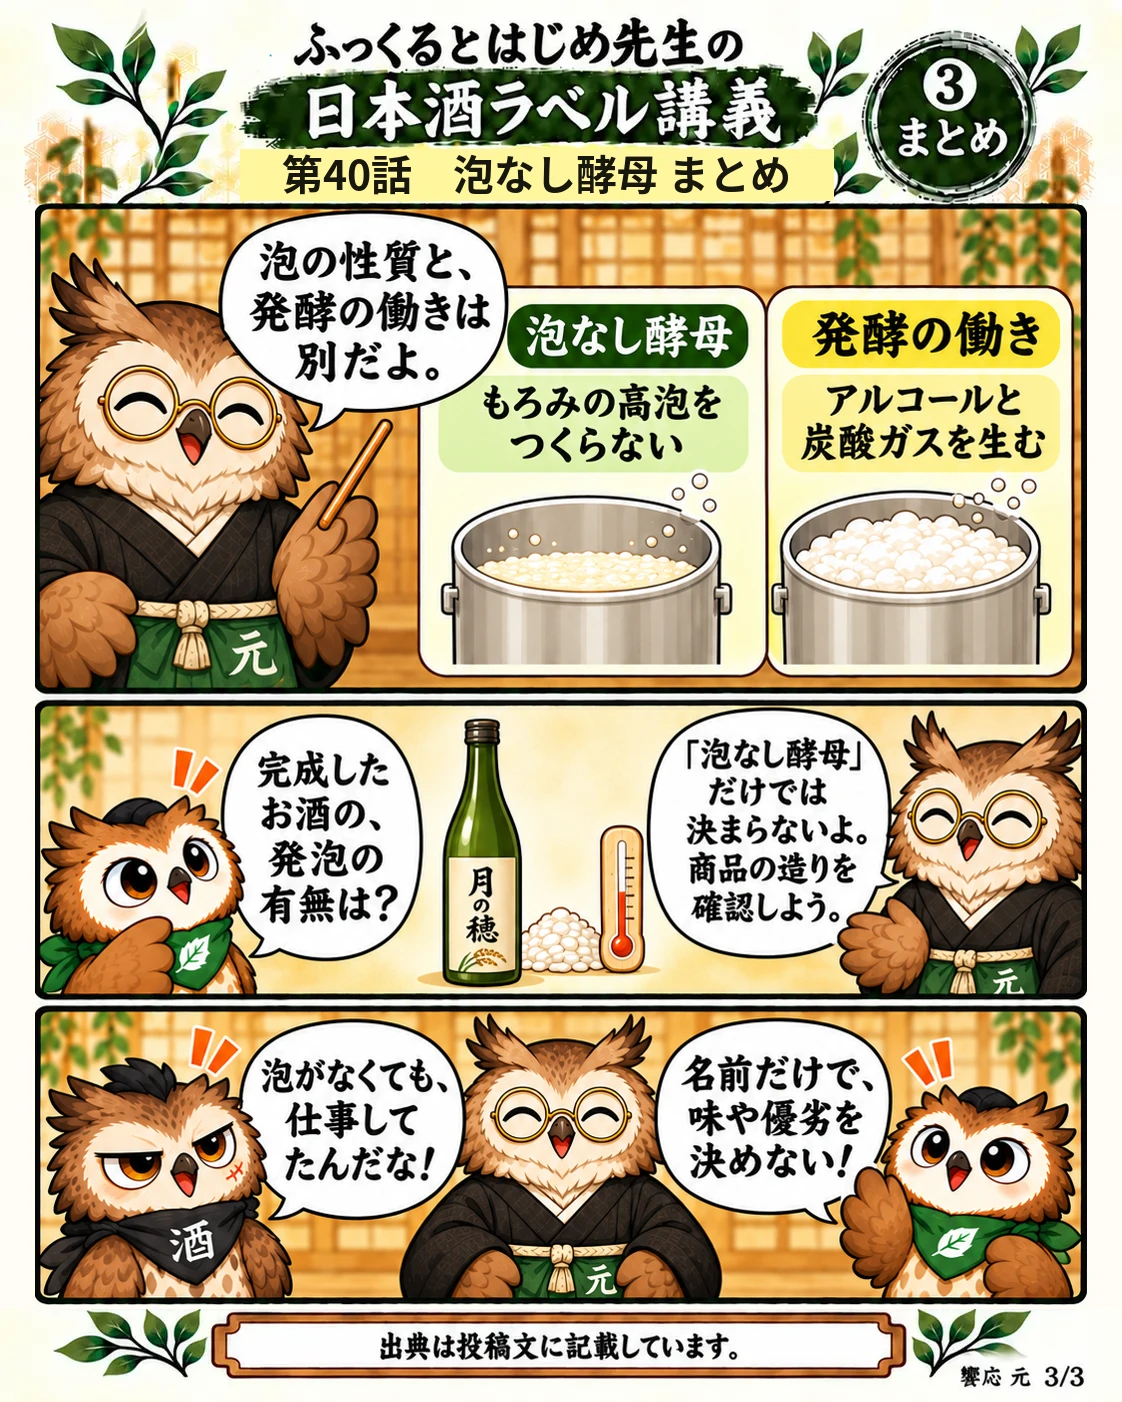 ふっくるとはじめ先生の
日本酒ラベル講義
3
まとめ
第40話 泡なし酵母 まとめ
泡の性質と、
発酵の働きは
別だよ。
泡なし酵母
もろみの高泡を
つくらない
発酵の働き
アルコールと
炭酸ガスを生む
元
完成した
お酒の、
発泡の
有無は?
月の穂
「泡なし酵母」
だけでは
決まらないよ。
商品の造りを
確認しよう。
元
泡がなくても、
仕事して
たんだな!
酒
元
名前だけで、
味や優劣を
決めない!
出典は投稿文に記載しています。
饗応 元 3/3